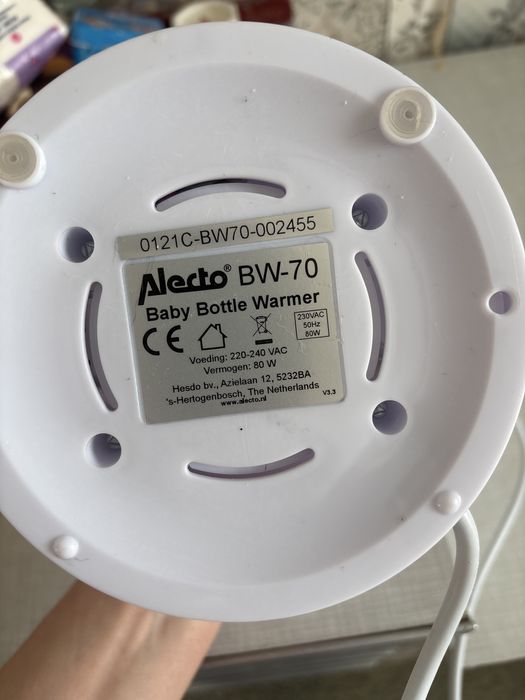 0121C-BW70-002455
Alecto® BW-70
Baby Bottle Warmer
CE
230VAC
50Hz
80W
Voeding: 220-240 VAC
Vermogen: 80 W
Hesdo bv., Azielaan 12, 5232BA
's-Hertogenbosch, The Netherlands
www.alecto.nl
V3.3